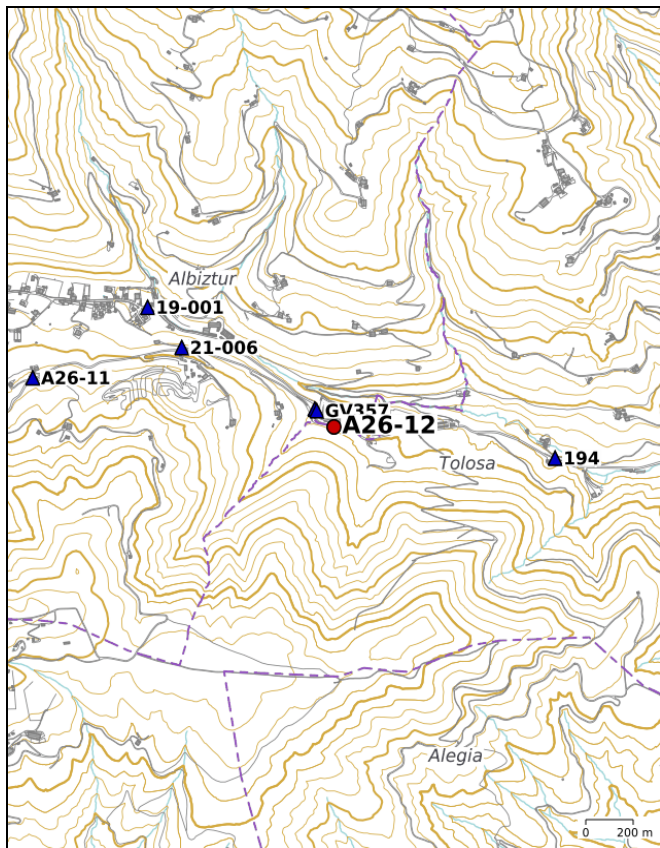 Albiztur
19-001
21-006
A26-11
GV357
A26-12
Tolosa
194
Alegia
0 200 m